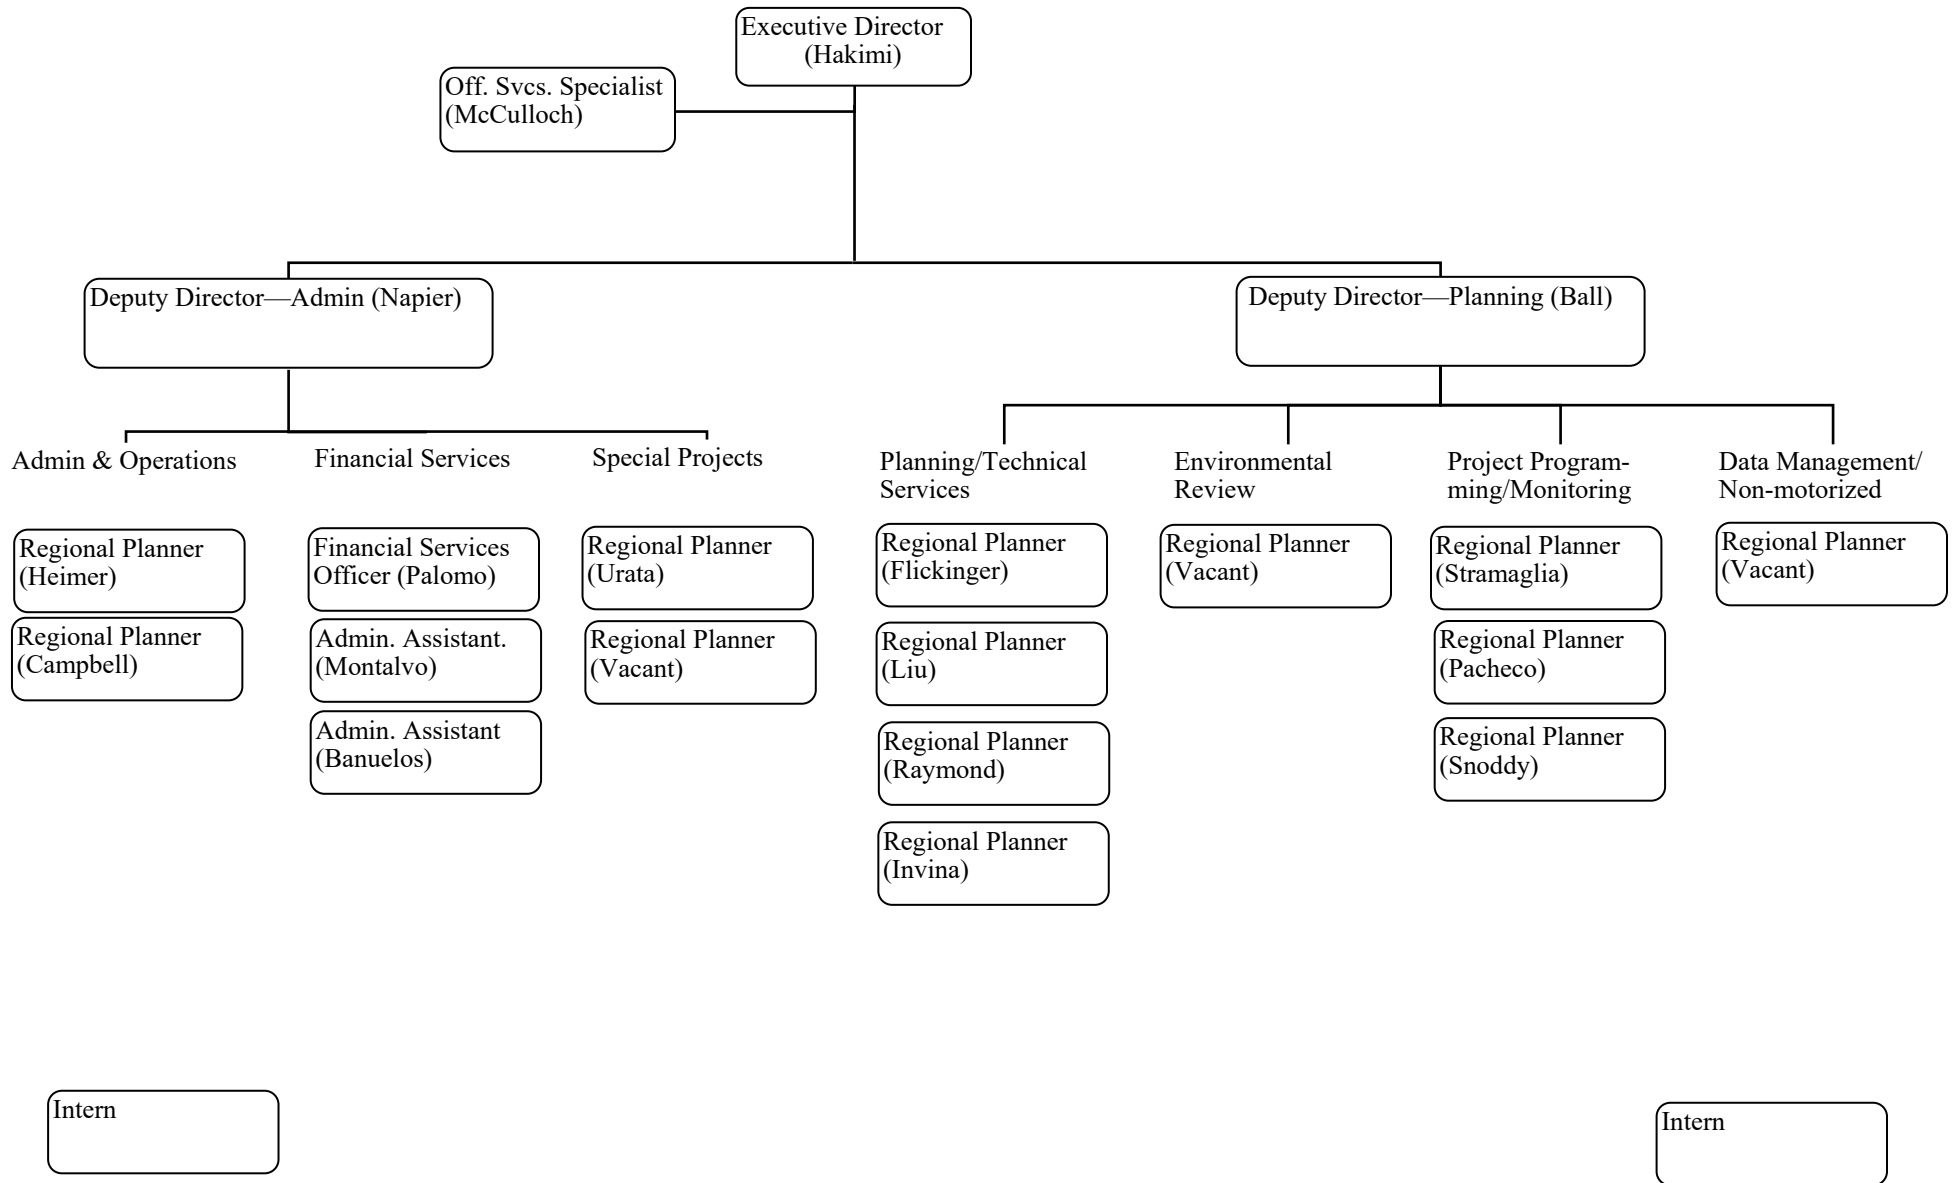 Executive Director
(Hakimi)
Off. Svcs. Specialist
(McCulloch)
Deputy Director—Admin (Napier)
Deputy Director—Planning (Ball)
Admin & Operations
Financial Services
Special Projects
Planning/Technical
Services
Environmental
Review
Project Program-
ming/Monitoring
Data Management/
Non-motorized
Regional Planner
(Heimer)
Regional Planner
(Campbell)
Financial Services
Officer (Palomo)
Admin. Assistant.
(Montalvo)
Admin. Assistant
(Banuelos)
Regional Planner
(Urata)
Regional Planner
(Vacant)
Regional Planner
(Flickinger)
Regional Planner
(Liu)
Regional Planner
(Raymond)
Regional Planner
(Invina)
Regional Planner
(Vacant)
Regional Planner
(Stramaglia)
Regional Planner
(Pacheco)
Regional Planner
(Snoddy)
Regional Planner
(Vacant)
Intern
Intern